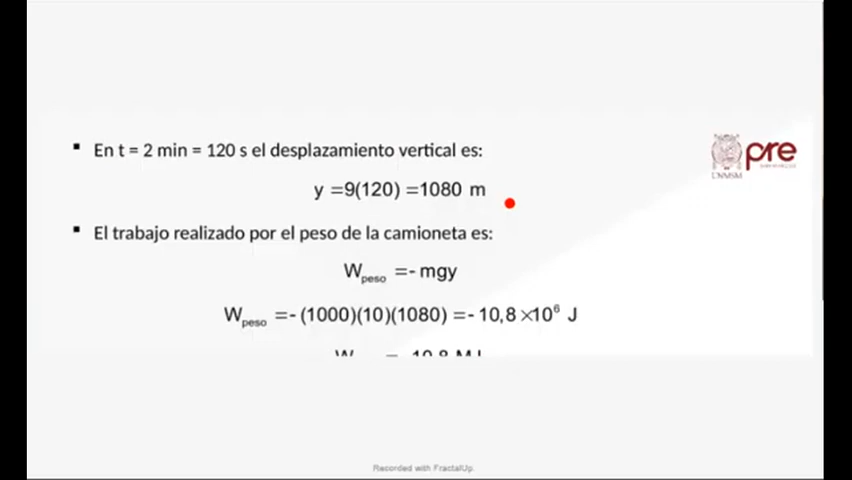 En t = 2 min = 120 s el desplazamiento vertical es:
pre
UNMSM
y =9(120) =1080 m
El trabajo realizado por el peso de la camioneta es:
Wpeso =- mgy
Wpeso =- (1000)(10)(1080) =- 10,8 ×10⁶ J
Recorded with FractalUp.